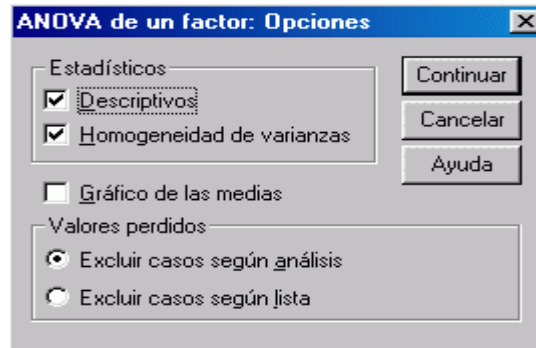 ANOVA de un factor: Opciones
Estadísticos
Descriptivos
Homogeneidad de varianzas
Continuar
Cancelar
Ayuda
Gráfico de las medias
Valores perdidos
Excluir casos según análisis
Excluir casos según lista